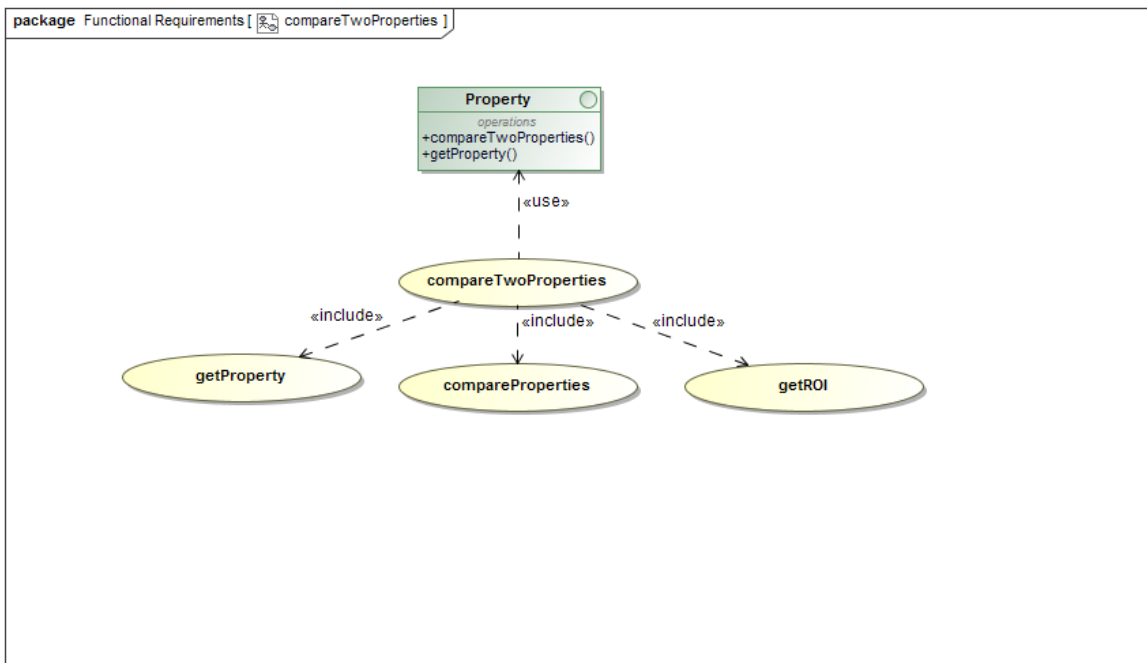 package Functional Requirements [ compareTwoProperties ]
Property
operations
+compareTwoProperties()
+getProperty()
«use»
compareTwoProperties
«include» «include» «include»
getProperty compareProperties getROI